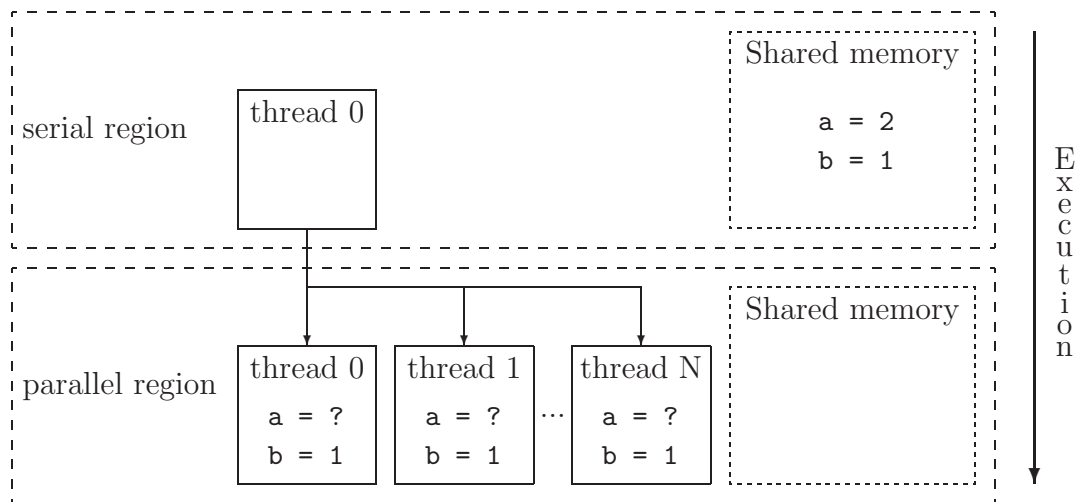 Shared memory
thread 0
serial region
a = 2
b = 1
Execution
Shared memory
thread 0 thread 1 thread N
parallel region
a = ? a = ? ... a = ?
b = 1 b = 1 b = 1